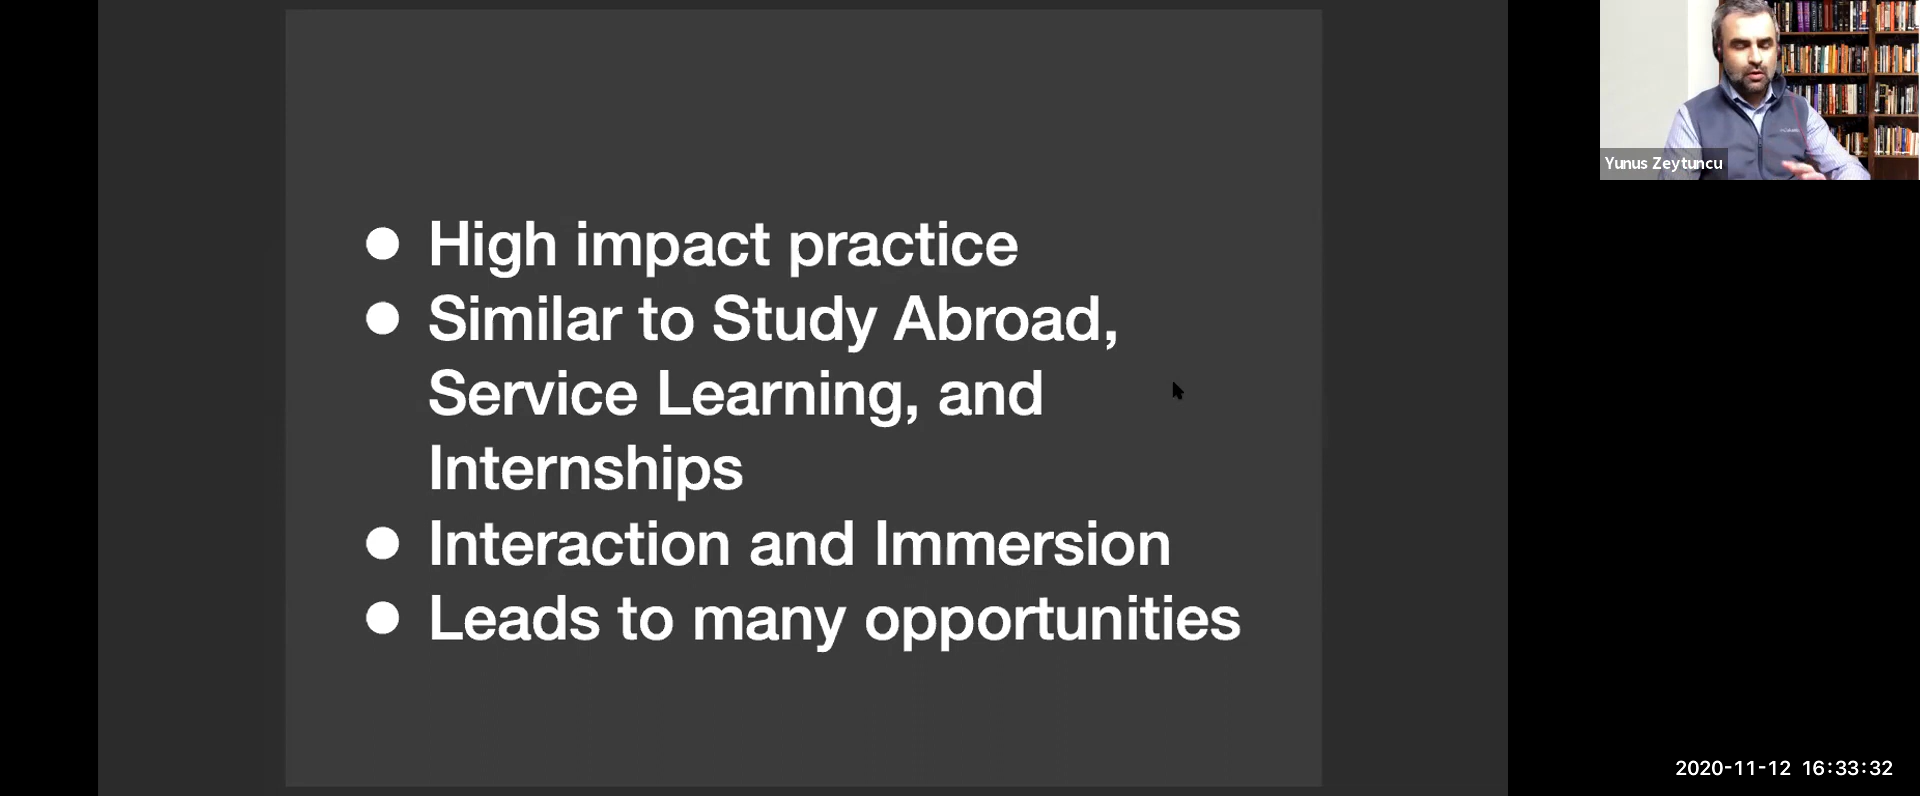 ● High impact practice
● Similar to Study Abroad,
Service Learning, and
Internships
● Interaction and Immersion
● Leads to many opportunities
Yunus Zeytuncu
2020-11-12 16:33:32